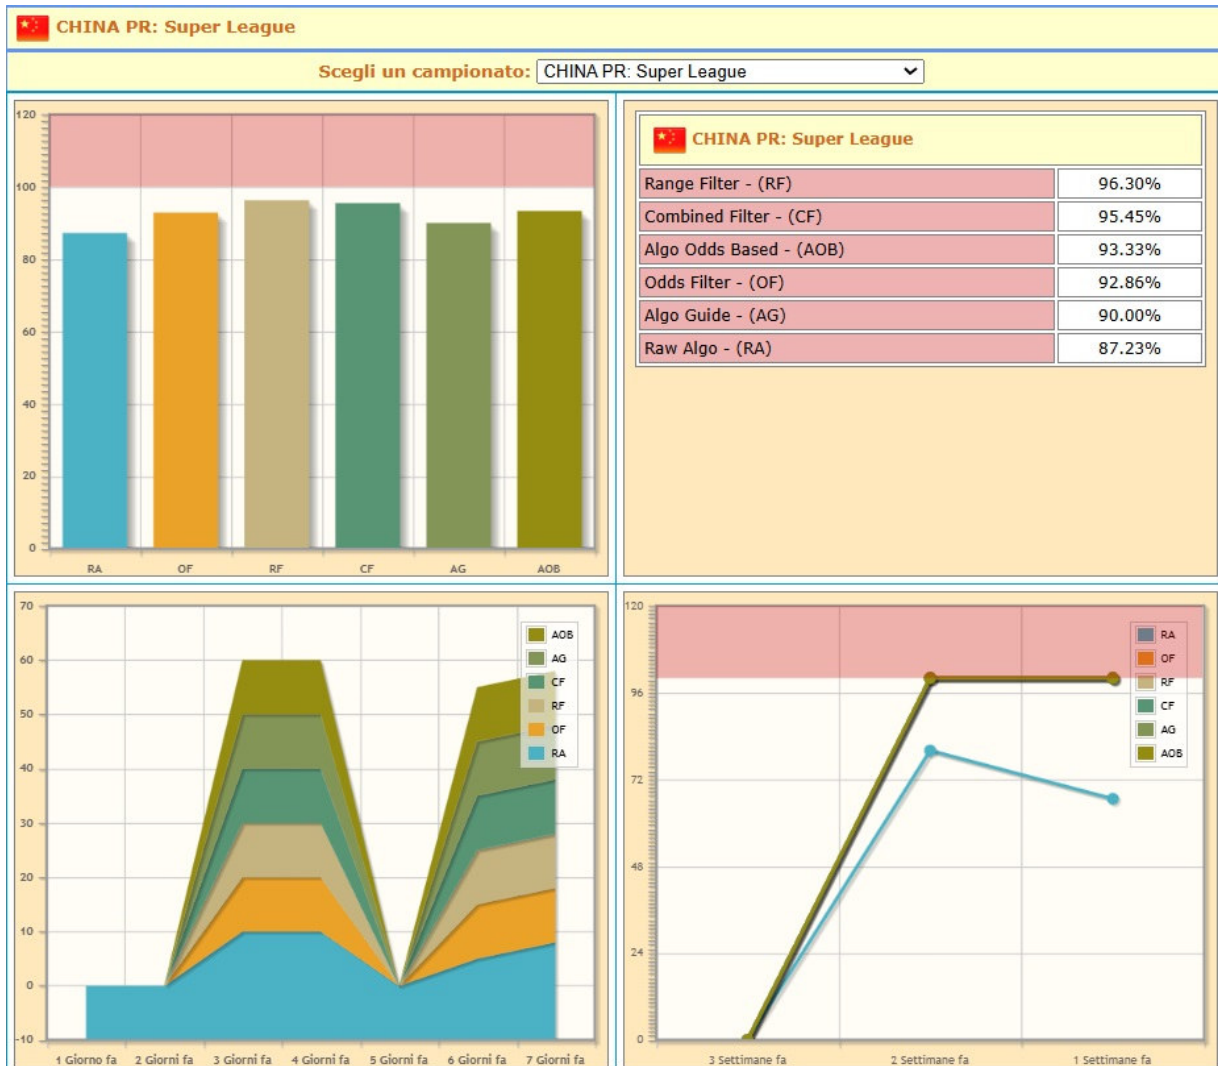 CHINA PR: Super League
Scegli un campionato: CHINA PR: Super League
120
100
80
60
40
20
0
RA OF RF CF AG AOB
CHINA PR: Super League
Range Filter - (RF) 96.30%
Combined Filter - (CF) 95.45%
Algo Odds Based - (AOB) 93.33%
Odds Filter - (OF) 92.86%
Algo Guide - (AG) 90.00%
Raw Algo - (RA) 87.23%
70
60
50
40
30
20
10
0
-10
AOB
AG
CF
RF
OF
RA
1 Giorno fa 2 Giorni fa 3 Giorni fa 4 Giorni fa 5 Giorni fa 6 Giorni fa 7 Giorni fa
120
96
72
48
24
0
RA
OF
RF
CF
AG
AOB
3 Settimane fa 2 Settimane fa 1 Settimane fa